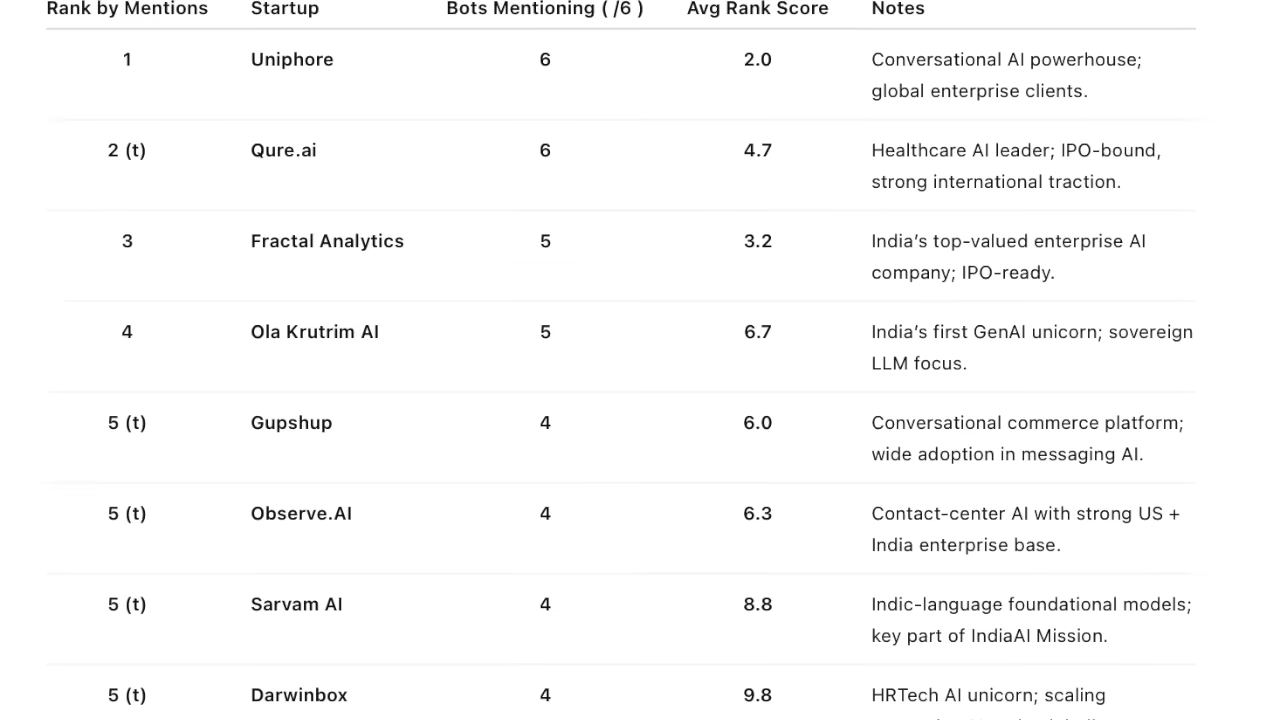 Rank by Mentions Startup Bots Mentioning ( /6 ) Avg Rank Score Notes
1 Uniphore 6 2.0 Conversational AI powerhouse;
global enterprise clients.
2 (t) Qure.ai 6 4.7 Healthcare AI leader; IPO-bound,
strong international traction.
3 Fractal Analytics 5 3.2 India’s top-valued enterprise AI
company; IPO-ready.
4 Ola Krutrim AI 5 6.7 India’s first GenAI unicorn; sovereign
LLM focus.
5 (t) Gupshup 4 6.0 Conversational commerce platform;
wide adoption in messaging AI.
5 (t) Observe.AI 4 6.3 Contact-center AI with strong US +
India enterprise base.
5 (t) Sarvam AI 4 8.8 Indic-language foundational models;
key part of IndiaAI Mission.
5 (t) Darwinbox 4 9.8 HRTech AI unicorn; scaling